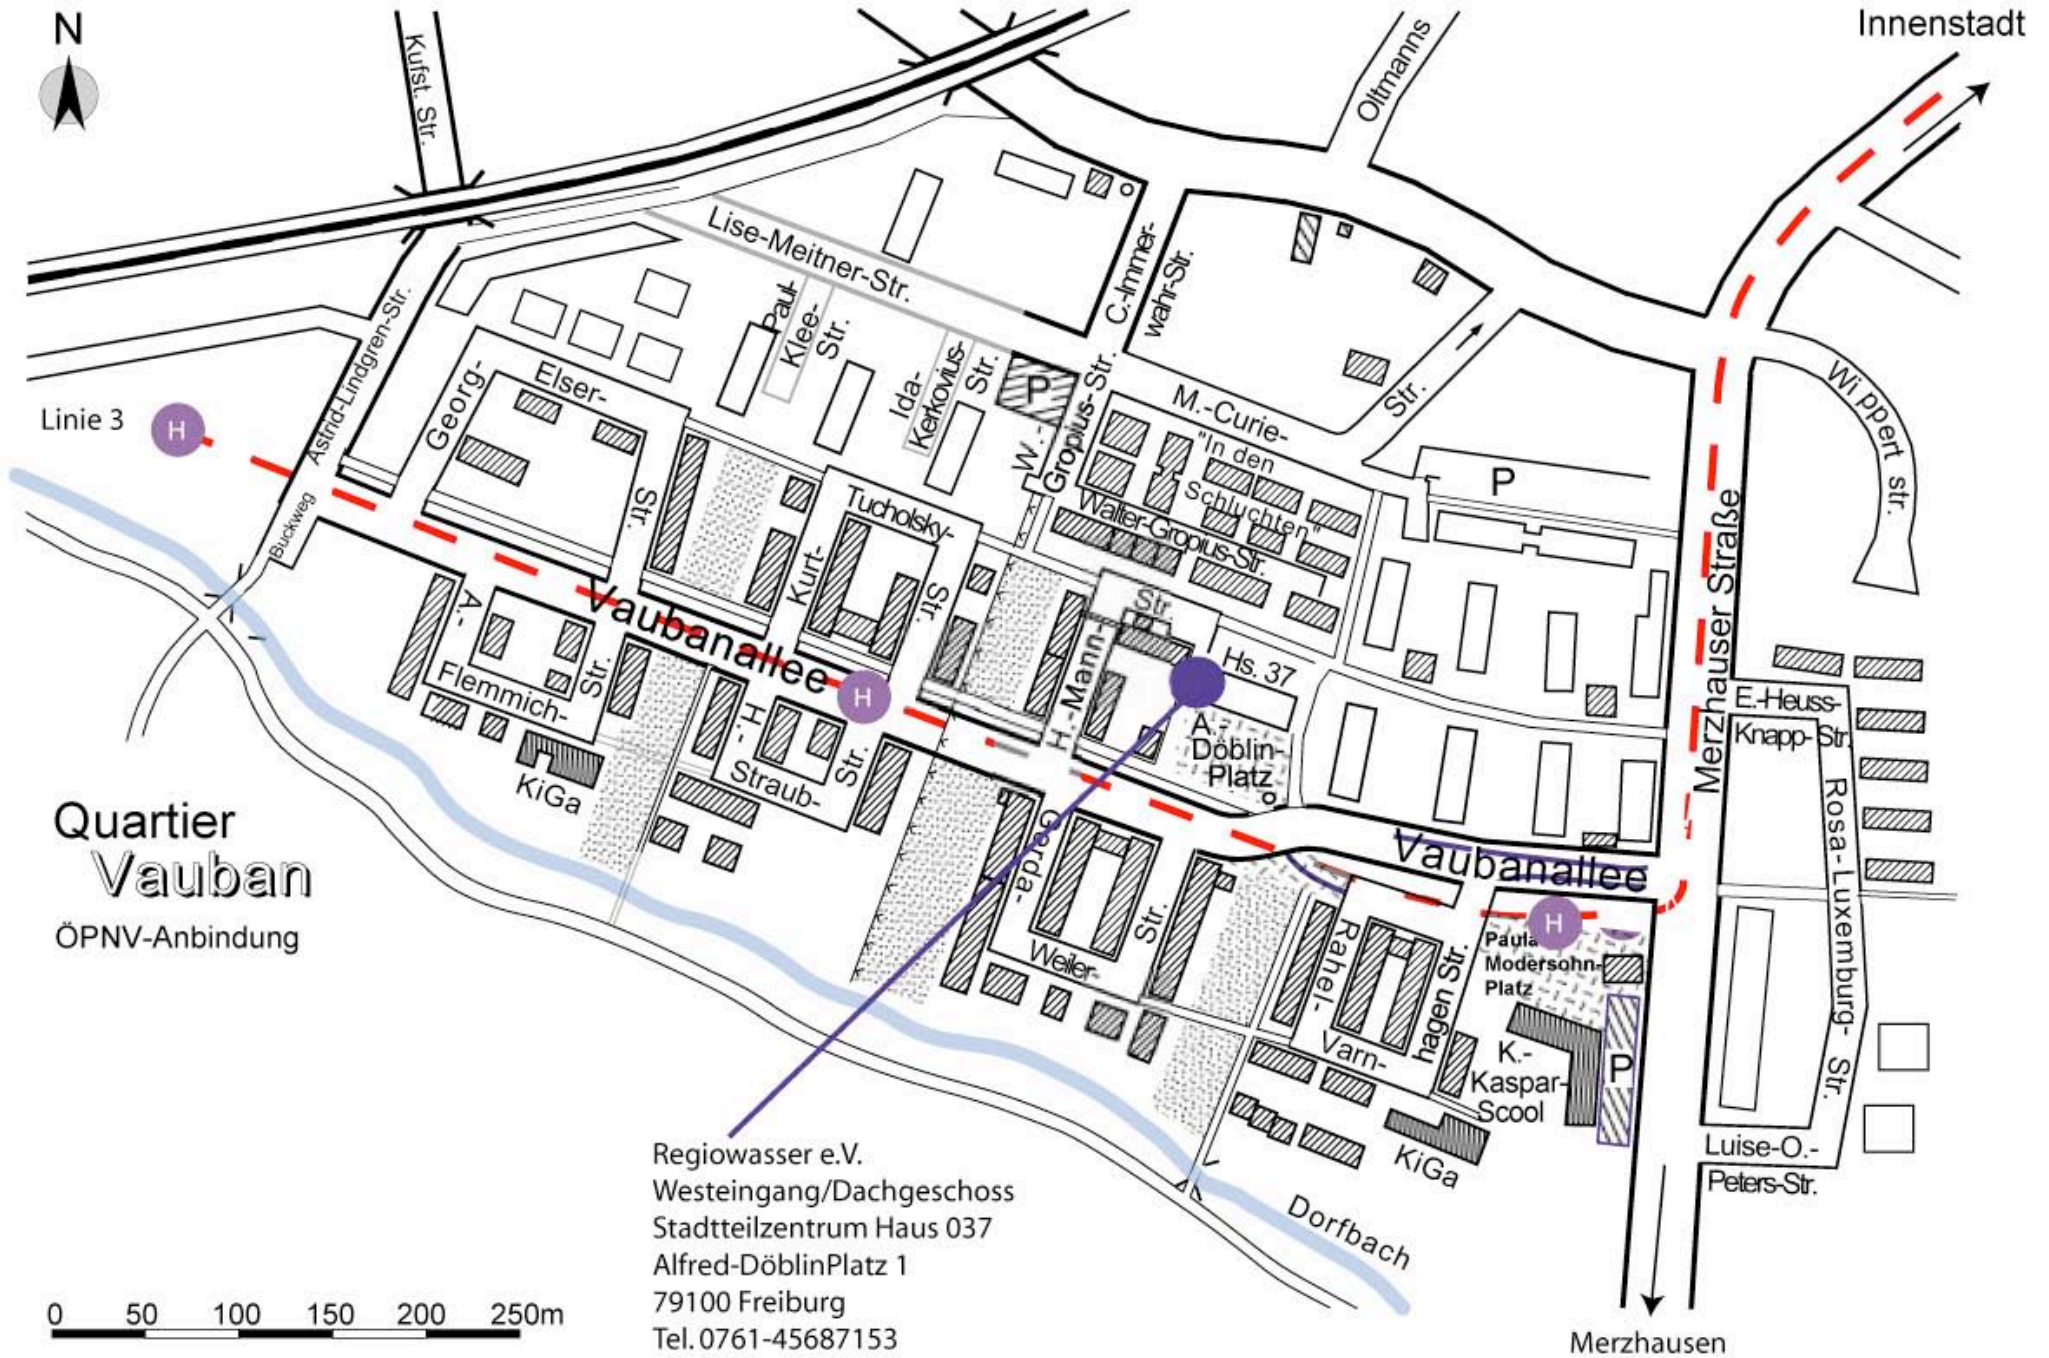 N
Innenstadt
Kufst. Str.
Oltmanns
Lise-Meitner-Str.
C.-Immer-
wahr-Str.
Paul-
Klee-
Str.
Ida-
Kerkovius-
Str.
P
W.-
Gropius-Str.
M.-Curie-
Str.
Wippert str.
Astrid-Lindgren-Str.
Georg-
Elser-
Str.
Linie 3
H
"In den
Schluchten"
Walter-Gropius-Str.
P
Tucholsky-
Kurt-
Str.
Buckweg
Merzhauser Straße
Vaubanallee
H
A.-
Flemmich-
Str.
H.-
Straub-
Str.
H.-Mann-
Str
Hs. 37
A.-
Döblin-
Platz
E.-Heuss-
Knapp-Str.
KiGa
Quartier
Vauban
ÖPNV-Anbindung
Gerda-
Weiler-
Str.
Vaubanallee
H
Rosa-Luxemburg-
Str.
Rahel-
Varn-
hagen Str.
Paula
Modersohn-
Platz
K.-
Kaspar-
Scool
P
KiGa
Luise-O.-
Peters-Str.
Dorfbach
Regiowasser e.V.
Westeingang/Dachgeschoss
Stadtteilzentrum Haus 037
Alfred-DöblinPlatz 1
79100 Freiburg
Tel. 0761-45687153
0 50 100 150 200 250m
Merzhausen